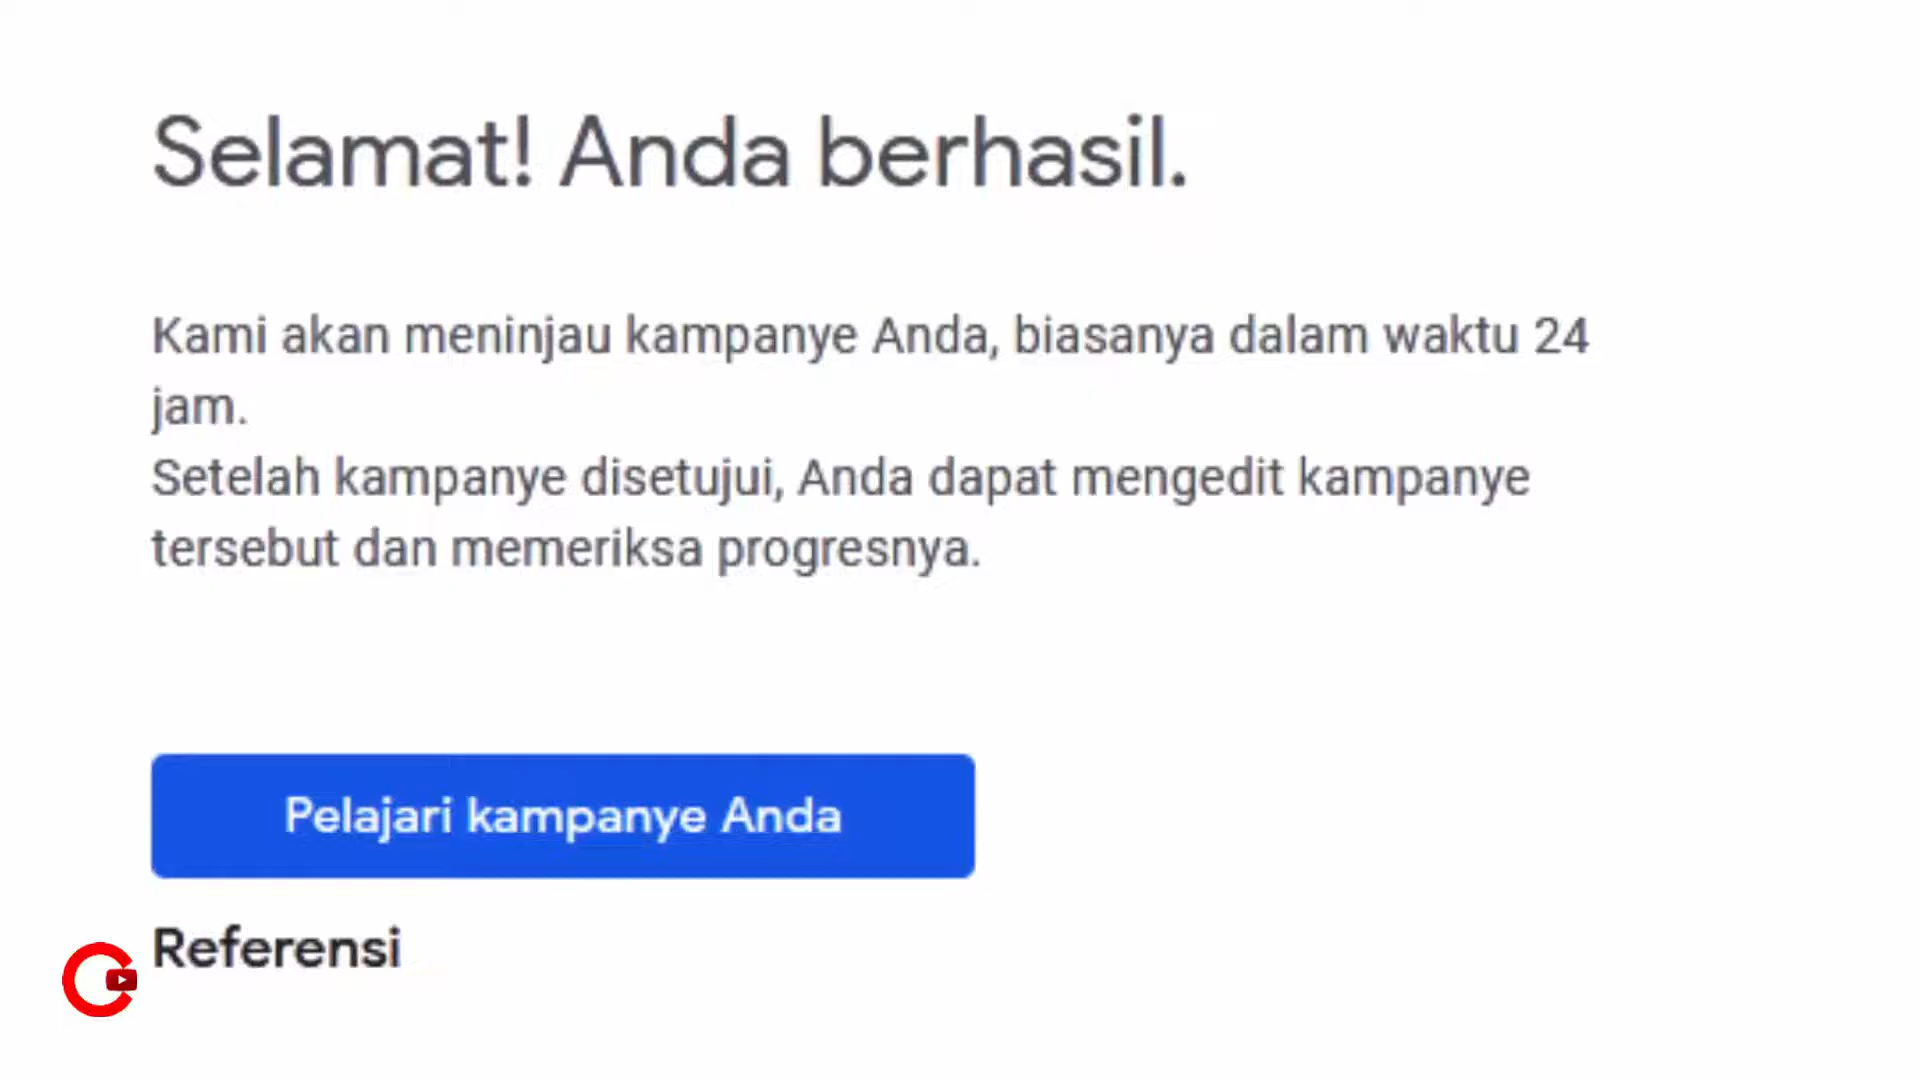 Selamat! Anda berhasil.
Kami akan meninjau kampanye Anda, biasanya dalam waktu 24
jam.
Setelah kampanye disetujui, Anda dapat mengedit kampanye
tersebut dan memeriksa progresnya.
Pelajari kampanye Anda
Referensi